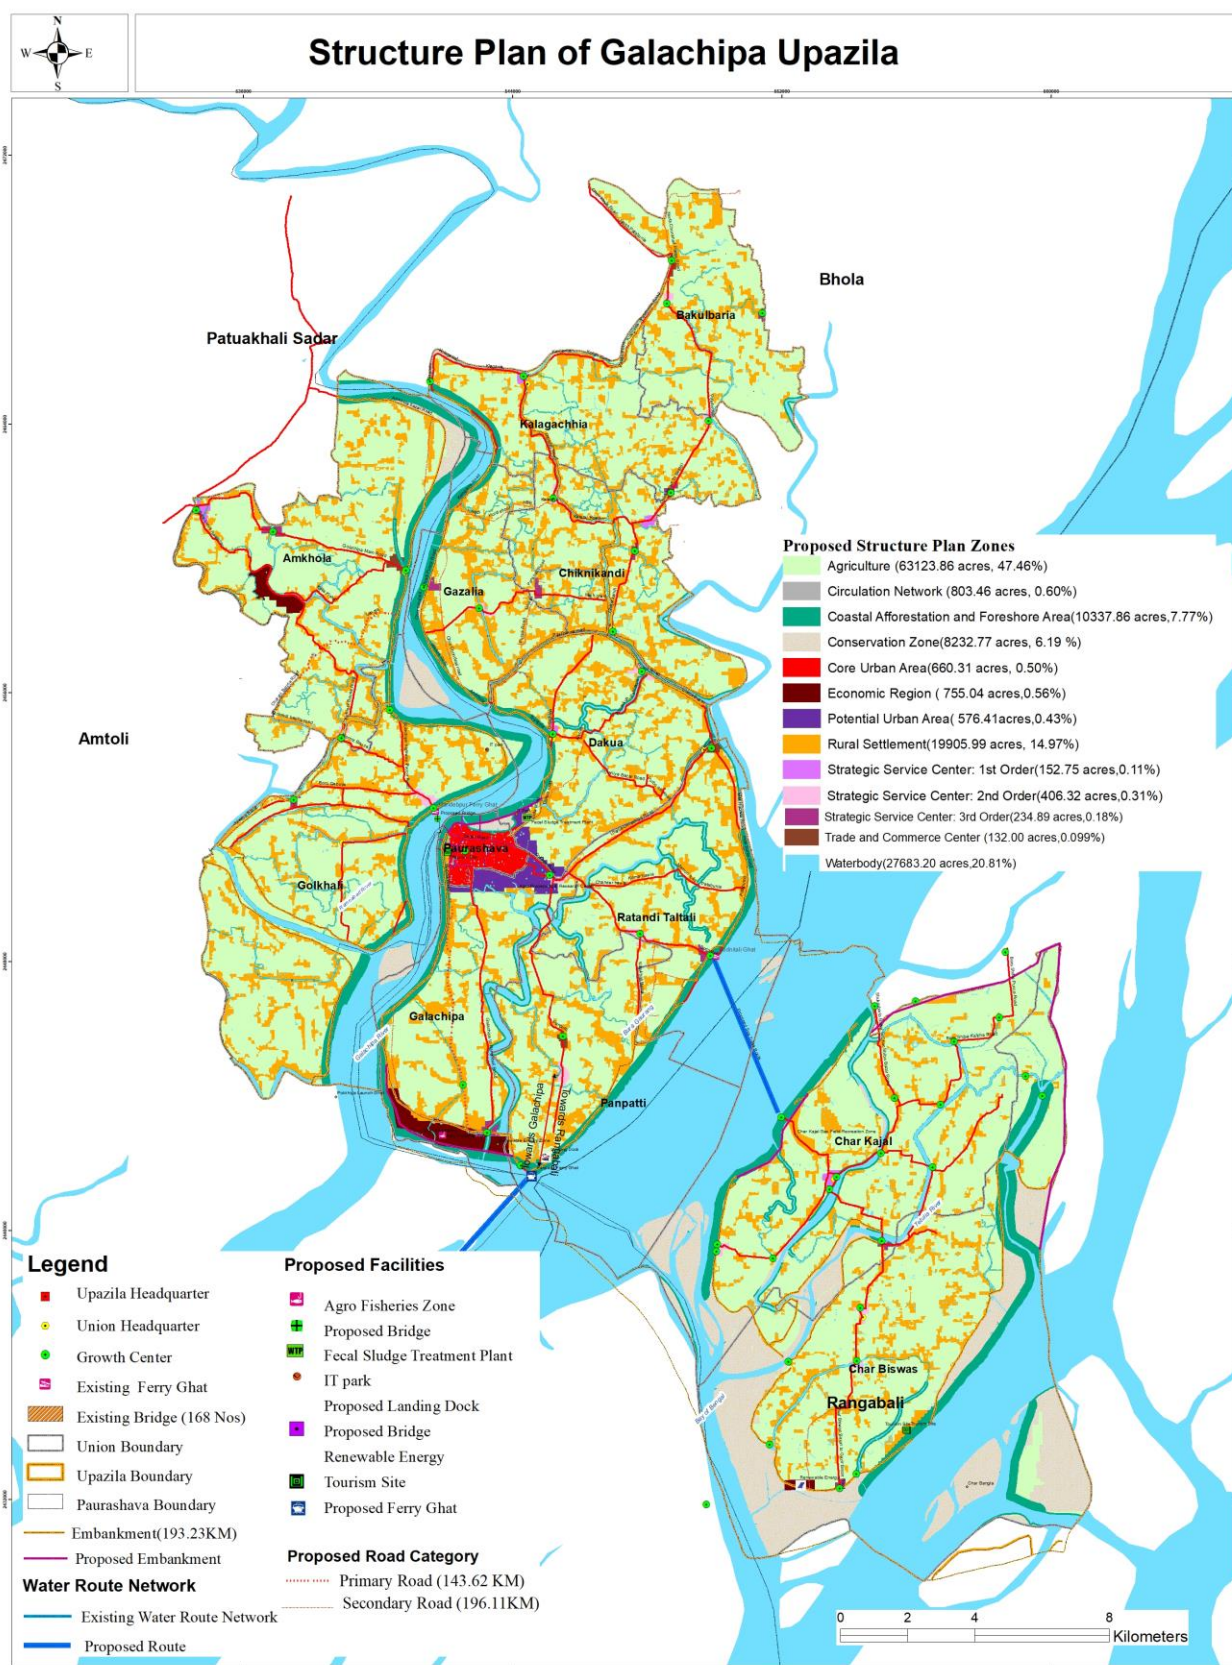 N
W E
S
Structure Plan of Galachipa Upazila
Bhola
Patuakhali Sadar
Bakulbaria
Kalagachhia
Amkhola
Gazalia
Chiknikandi
Amtoli
Dakua
Paurashava
Golkhali
Ratandi Taltali
Galachipa
Galachipa River
Panpatti
Towards Galachipa
Towards Rangabali
Char Kajal
Char Biswas
Rangabali
Bay of Bengal
Proposed Structure Plan Zones
Agriculture (63123.86 acres, 47.46%)
Circulation Network (803.46 acres, 0.60%)
Coastal Afforestation and Foreshore Area(10337.86 acres,7.77%)
Conservation Zone(8232.77 acres, 6.19 %)
Core Urban Area(660.31 acres, 0.50%)
Economic Region ( 755.04 acres,0.56%)
Potential Urban Area( 576.41acres,0.43%)
Rural Settlement(19905.99 acres, 14.97%)
Strategic Service Center: 1st Order(152.75 acres,0.11%)
Strategic Service Center: 2nd Order(406.32 acres,0.31%)
Strategic Service Center: 3rd Order(234.89 acres,0.18%)
Trade and Commerce Center (132.00 acres,0.099%)
Waterbody(27683.20 acres,20.81%)
Legend
Upazila Headquarter
Union Headquarter
Growth Center
Existing Ferry Ghat
Existing Bridge (168 Nos)
Union Boundary
Upazila Boundary
Paurashava Boundary
Embankment(193.23KM)
Proposed Embankment
Water Route Network
Existing Water Route Network
Proposed Route
Proposed Facilities
Agro Fisheries Zone
Proposed Bridge
WTP
Fecal Sludge Treatment Plant
IT park
Proposed Landing Dock
Proposed Bridge
Renewable Energy
Tourism Site
Proposed Ferry Ghat
Proposed Road Category
Primary Road (143.62 KM)
Secondary Road (196.11KM)
0 2 4 8
Kilometers